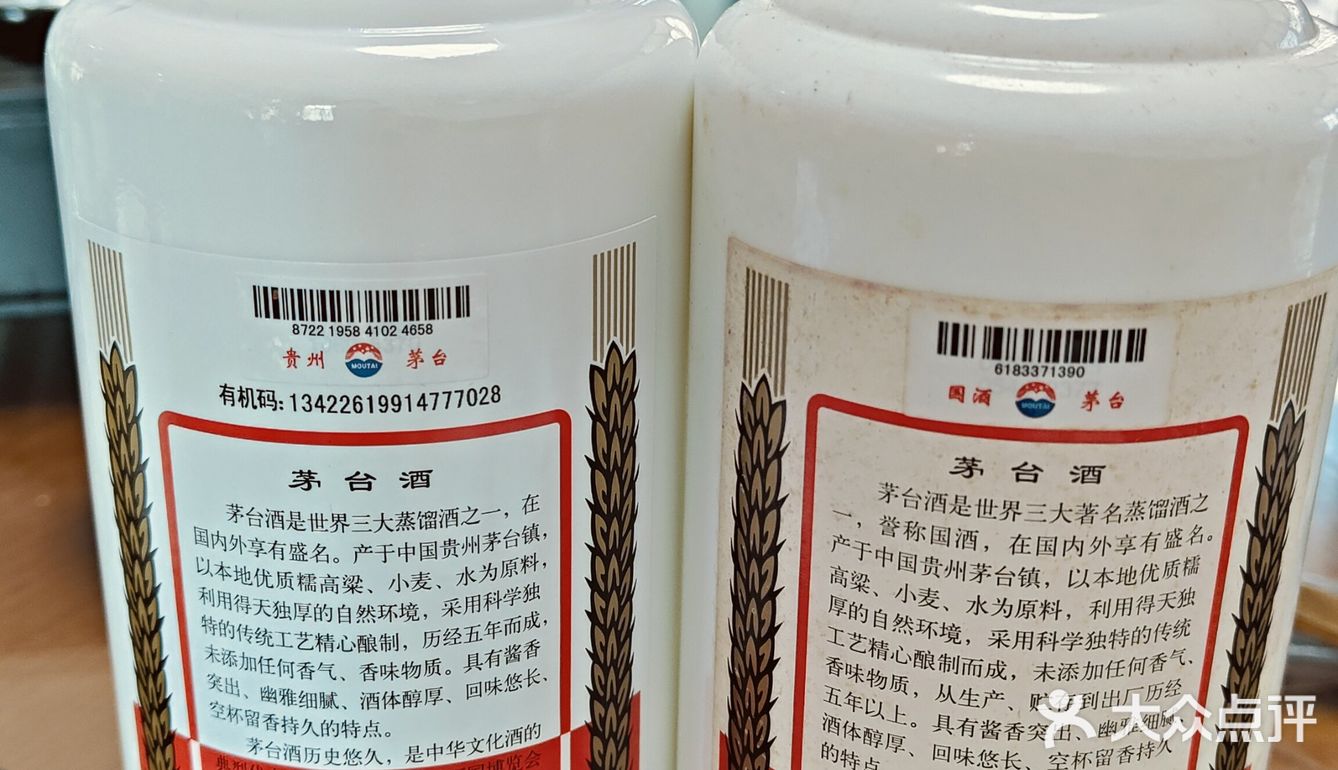 8722 1958 4102 4658
贵州 MOUTAI 茅台
有机码:13422619914777028
茅台酒
茅台酒是世界三大蒸馏酒之一，在
国内外享有盛名。产于中国贵州茅台镇，
以本地优质糯高粱、小麦、水为原料，
利用得天独厚的自然环境，采用科学独
特的传统工艺精心酿制，历经五年而成，
未添加任何香气、香味物质。具有酱香
突出、幽雅细腻、酒体醇厚、回味悠长、
空杯留香持久的特点。
茅台酒历史悠久，是中华文化酒的
6183371390
国酒 MOUTAI 茅台
茅台酒
茅台酒是世界三大著名蒸馏酒之
一，誉称国酒，在国内外享有盛名。
产于中国贵州茅台镇，以本地优质糯
高粱、小麦、水为原料，利用得天独
厚的自然环境，采用科学独特的传统
工艺精心酿制而成，未添加任何香气、
香味物质，从生产、贮存到出厂历经
五年以上。具有酱香突出、幽雅细腻、
酒体醇厚、回味悠长、空杯留香持久
的特点
大众点评